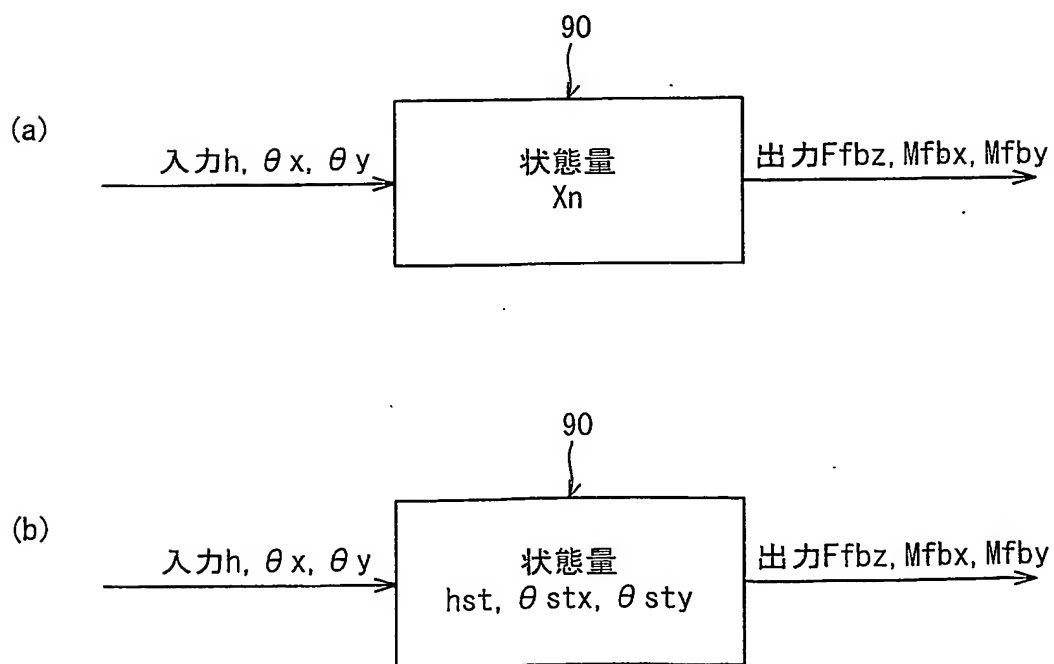 90
(a)
入力h, θx, θy
状態量
Xn
出力Ffbz, Mfbx, Mfby
90
(b)
入力h, θx, θy
状態量
hst, θstx, θsty
出力Ffbz, Mfbx, Mfby